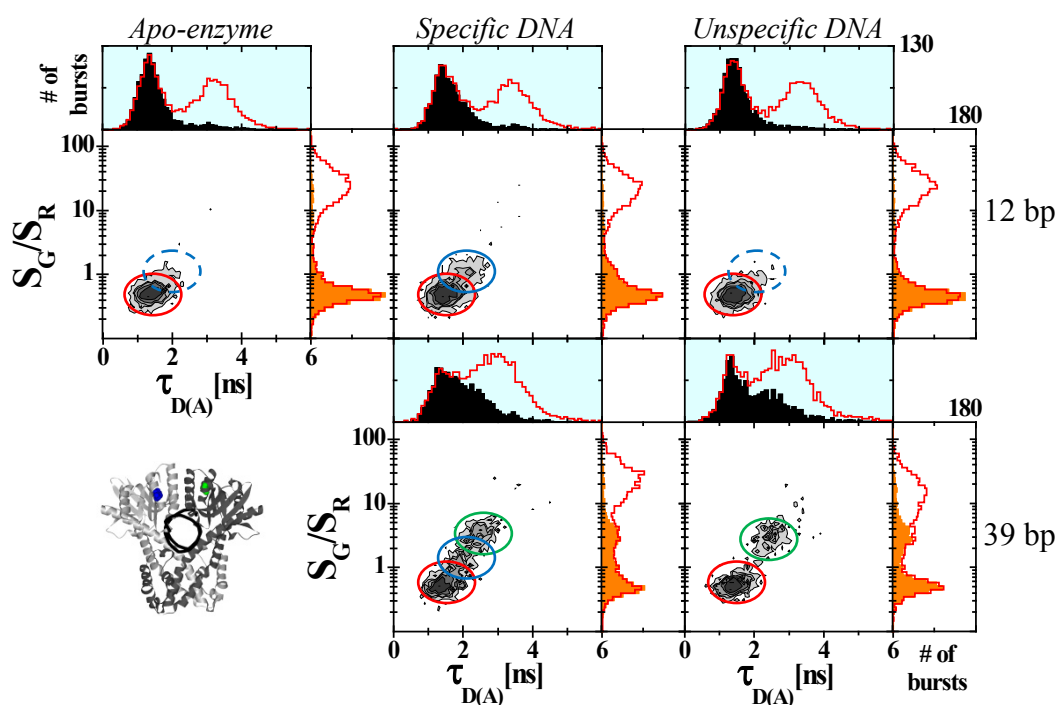 Apo-enzyme Specific DNA Unspecific DNA
# of bursts
130
180
100
10
1
S_G/S_R
12 bp
0 2 4 6
τ_D(A) [ns]
180
100
10
1
S_G/S_R
39 bp
0 2 4 6 0 2 4 6
τ_D(A) [ns] τ_D(A) [ns]
# of
bursts